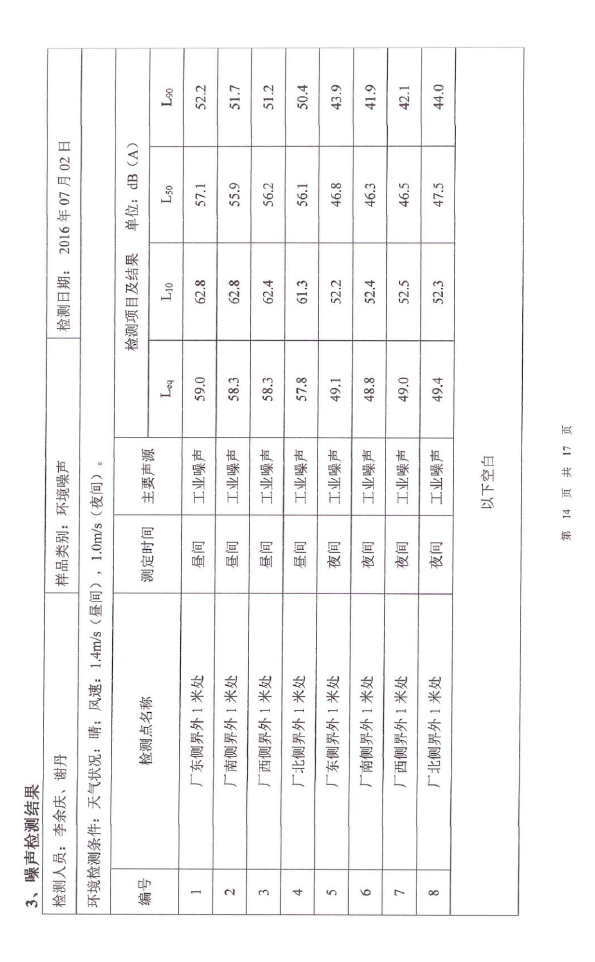 3、噪声检测结果
检测人员：李余庆、谢丹 样品类别：环境噪声 检测日期： 2016 年 07 月 02 日
环境检测条件：天气状况：晴；风速：1.4m/s（昼间），1.0m/s（夜间）。
编号 检测点名称 测定时间 主要声源 检测项目及结果 单位：dB（A）
Leq L10 L50 L90
1 厂东侧界外 1 米处 昼间 工业噪声 59.0 62.8 57.1 52.2
2 厂南侧界外 1 米处 昼间 工业噪声 58.3 62.8 55.9 51.7
3 厂西侧界外 1 米处 昼间 工业噪声 58.3 62.4 56.2 51.2
4 厂北侧界外 1 米处 昼间 工业噪声 57.8 61.3 56.1 50.4
5 厂东侧界外 1 米处 夜间 工业噪声 49.1 52.2 46.8 43.9
6 厂南侧界外 1 米处 夜间 工业噪声 48.8 52.4 46.3 41.9
7 厂西侧界外 1 米处 夜间 工业噪声 49.0 52.5 46.5 42.1
8 厂北侧界外 1 米处 夜间 工业噪声 49.4 52.3 47.5 44.0
以下空白
第 14 页 共 17 页